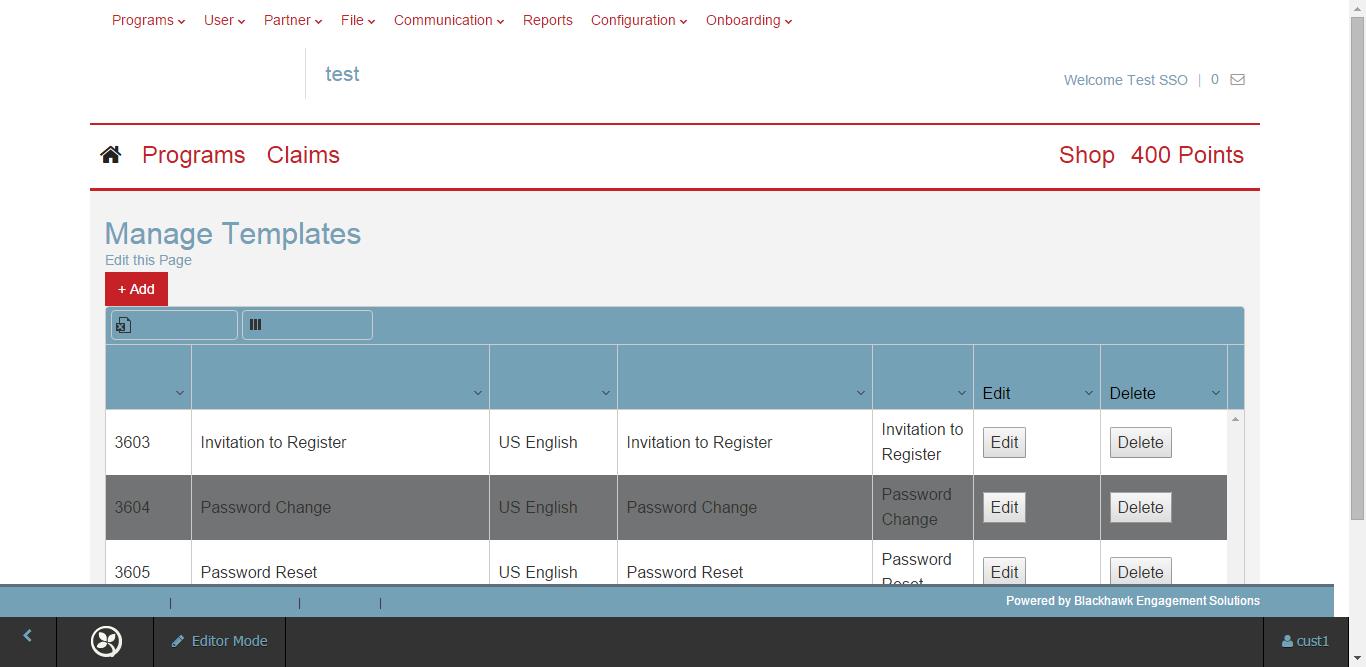 Programs User Partner File Communication Reports Configuration Onboarding
test
Welcome Test SSO | 0
Programs Claims Shop 400 Points
Manage Templates
Edit this Page
+ Add
Edit Delete
3603 Invitation to Register US English Invitation to Register Invitation to Register Edit Delete
3604 Password Change US English Password Change Password Change Edit Delete
3605 Password Reset US English Password Reset Password Reset Edit Delete
| | |
Powered by Blackhawk Engagement Solutions
Editor Mode cust1